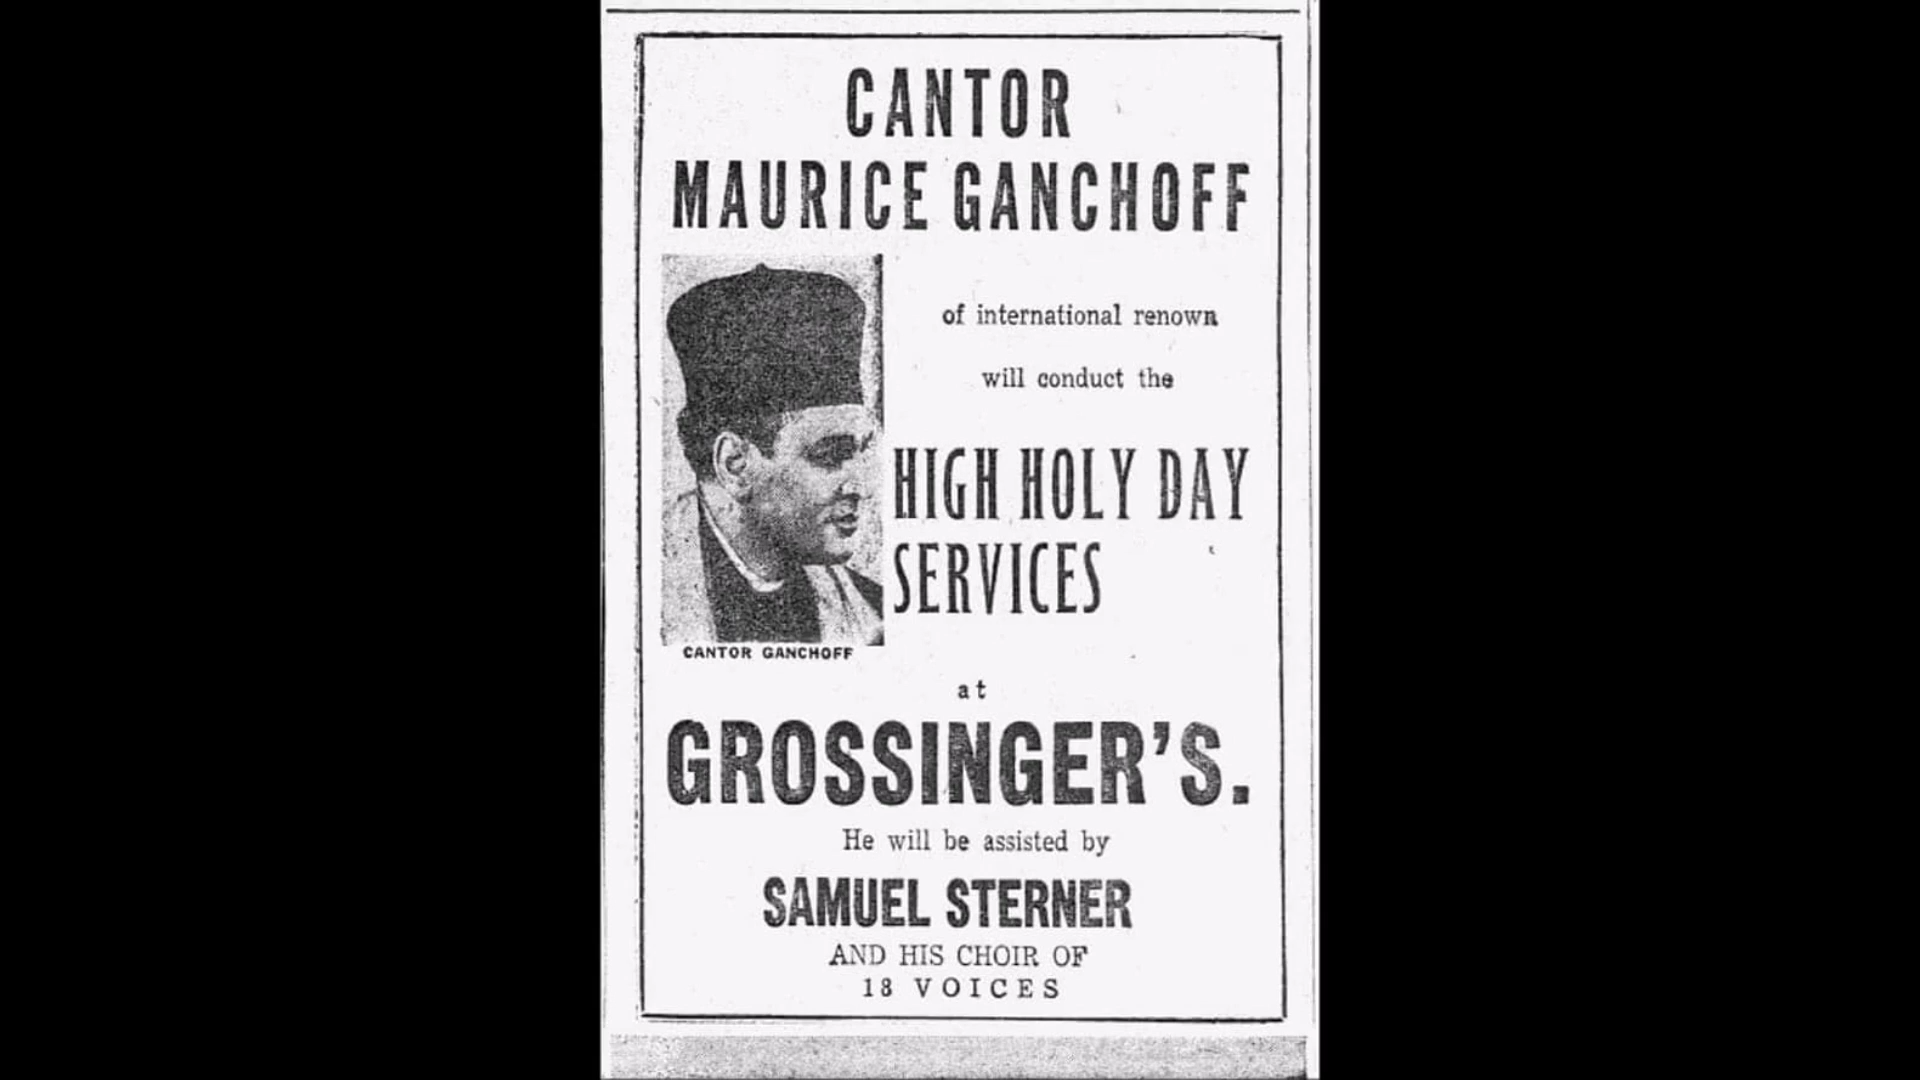 CANTOR
MAURICE GANCHOFF
of international renown
will conduct the
HIGH HOLY DAY
SERVICES
CANTOR GANCHOFF
at
GROSSINGER'S.
He will be assisted by
SAMUEL STERNER
AND HIS CHOIR OF
18 VOICES